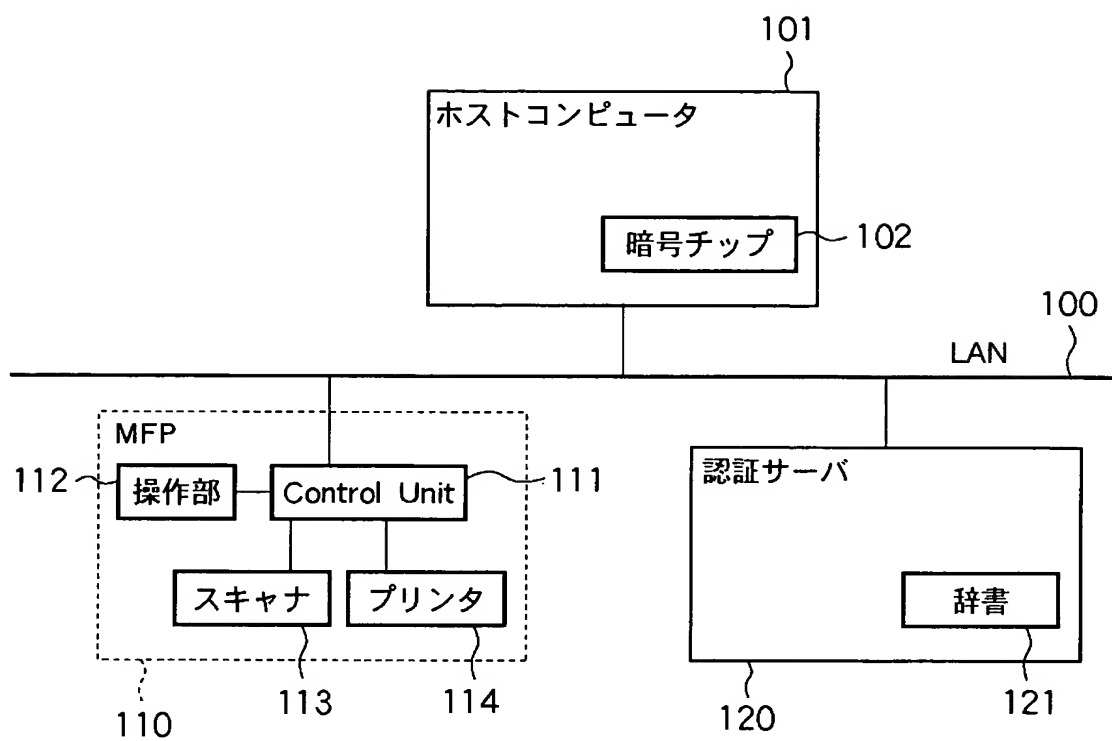 101
ホストコンピュータ
暗号チップ
102
100
LAN
MFP
112
操作部
Control Unit
111
スキャナ
プリンタ
113
114
110
認証サーバ
辞書
120
121